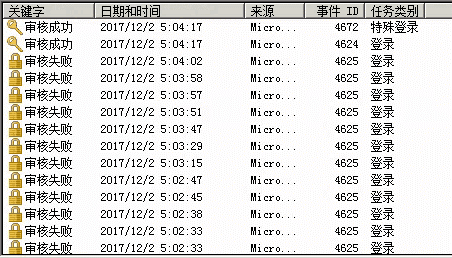 关键字 日期和时间 来源 事件 ID 任务类别
审核成功 2017/12/2 5:04:17 Micro... 4672 特殊登录
审核成功 2017/12/2 5:04:17 Micro... 4624 登录
审核失败 2017/12/2 5:04:02 Micro... 4625 登录
审核失败 2017/12/2 5:03:58 Micro... 4625 登录
审核失败 2017/12/2 5:03:57 Micro... 4625 登录
审核失败 2017/12/2 5:03:51 Micro... 4625 登录
审核失败 2017/12/2 5:03:47 Micro... 4625 登录
审核失败 2017/12/2 5:03:29 Micro... 4625 登录
审核失败 2017/12/2 5:03:15 Micro... 4625 登录
审核失败 2017/12/2 5:02:47 Micro... 4625 登录
审核失败 2017/12/2 5:02:45 Micro... 4625 登录
审核失败 2017/12/2 5:02:38 Micro... 4625 登录
审核失败 2017/12/2 5:02:33 Micro... 4625 登录
审核失败 2017/12/2 5:02:33 Micro... 4625 登录